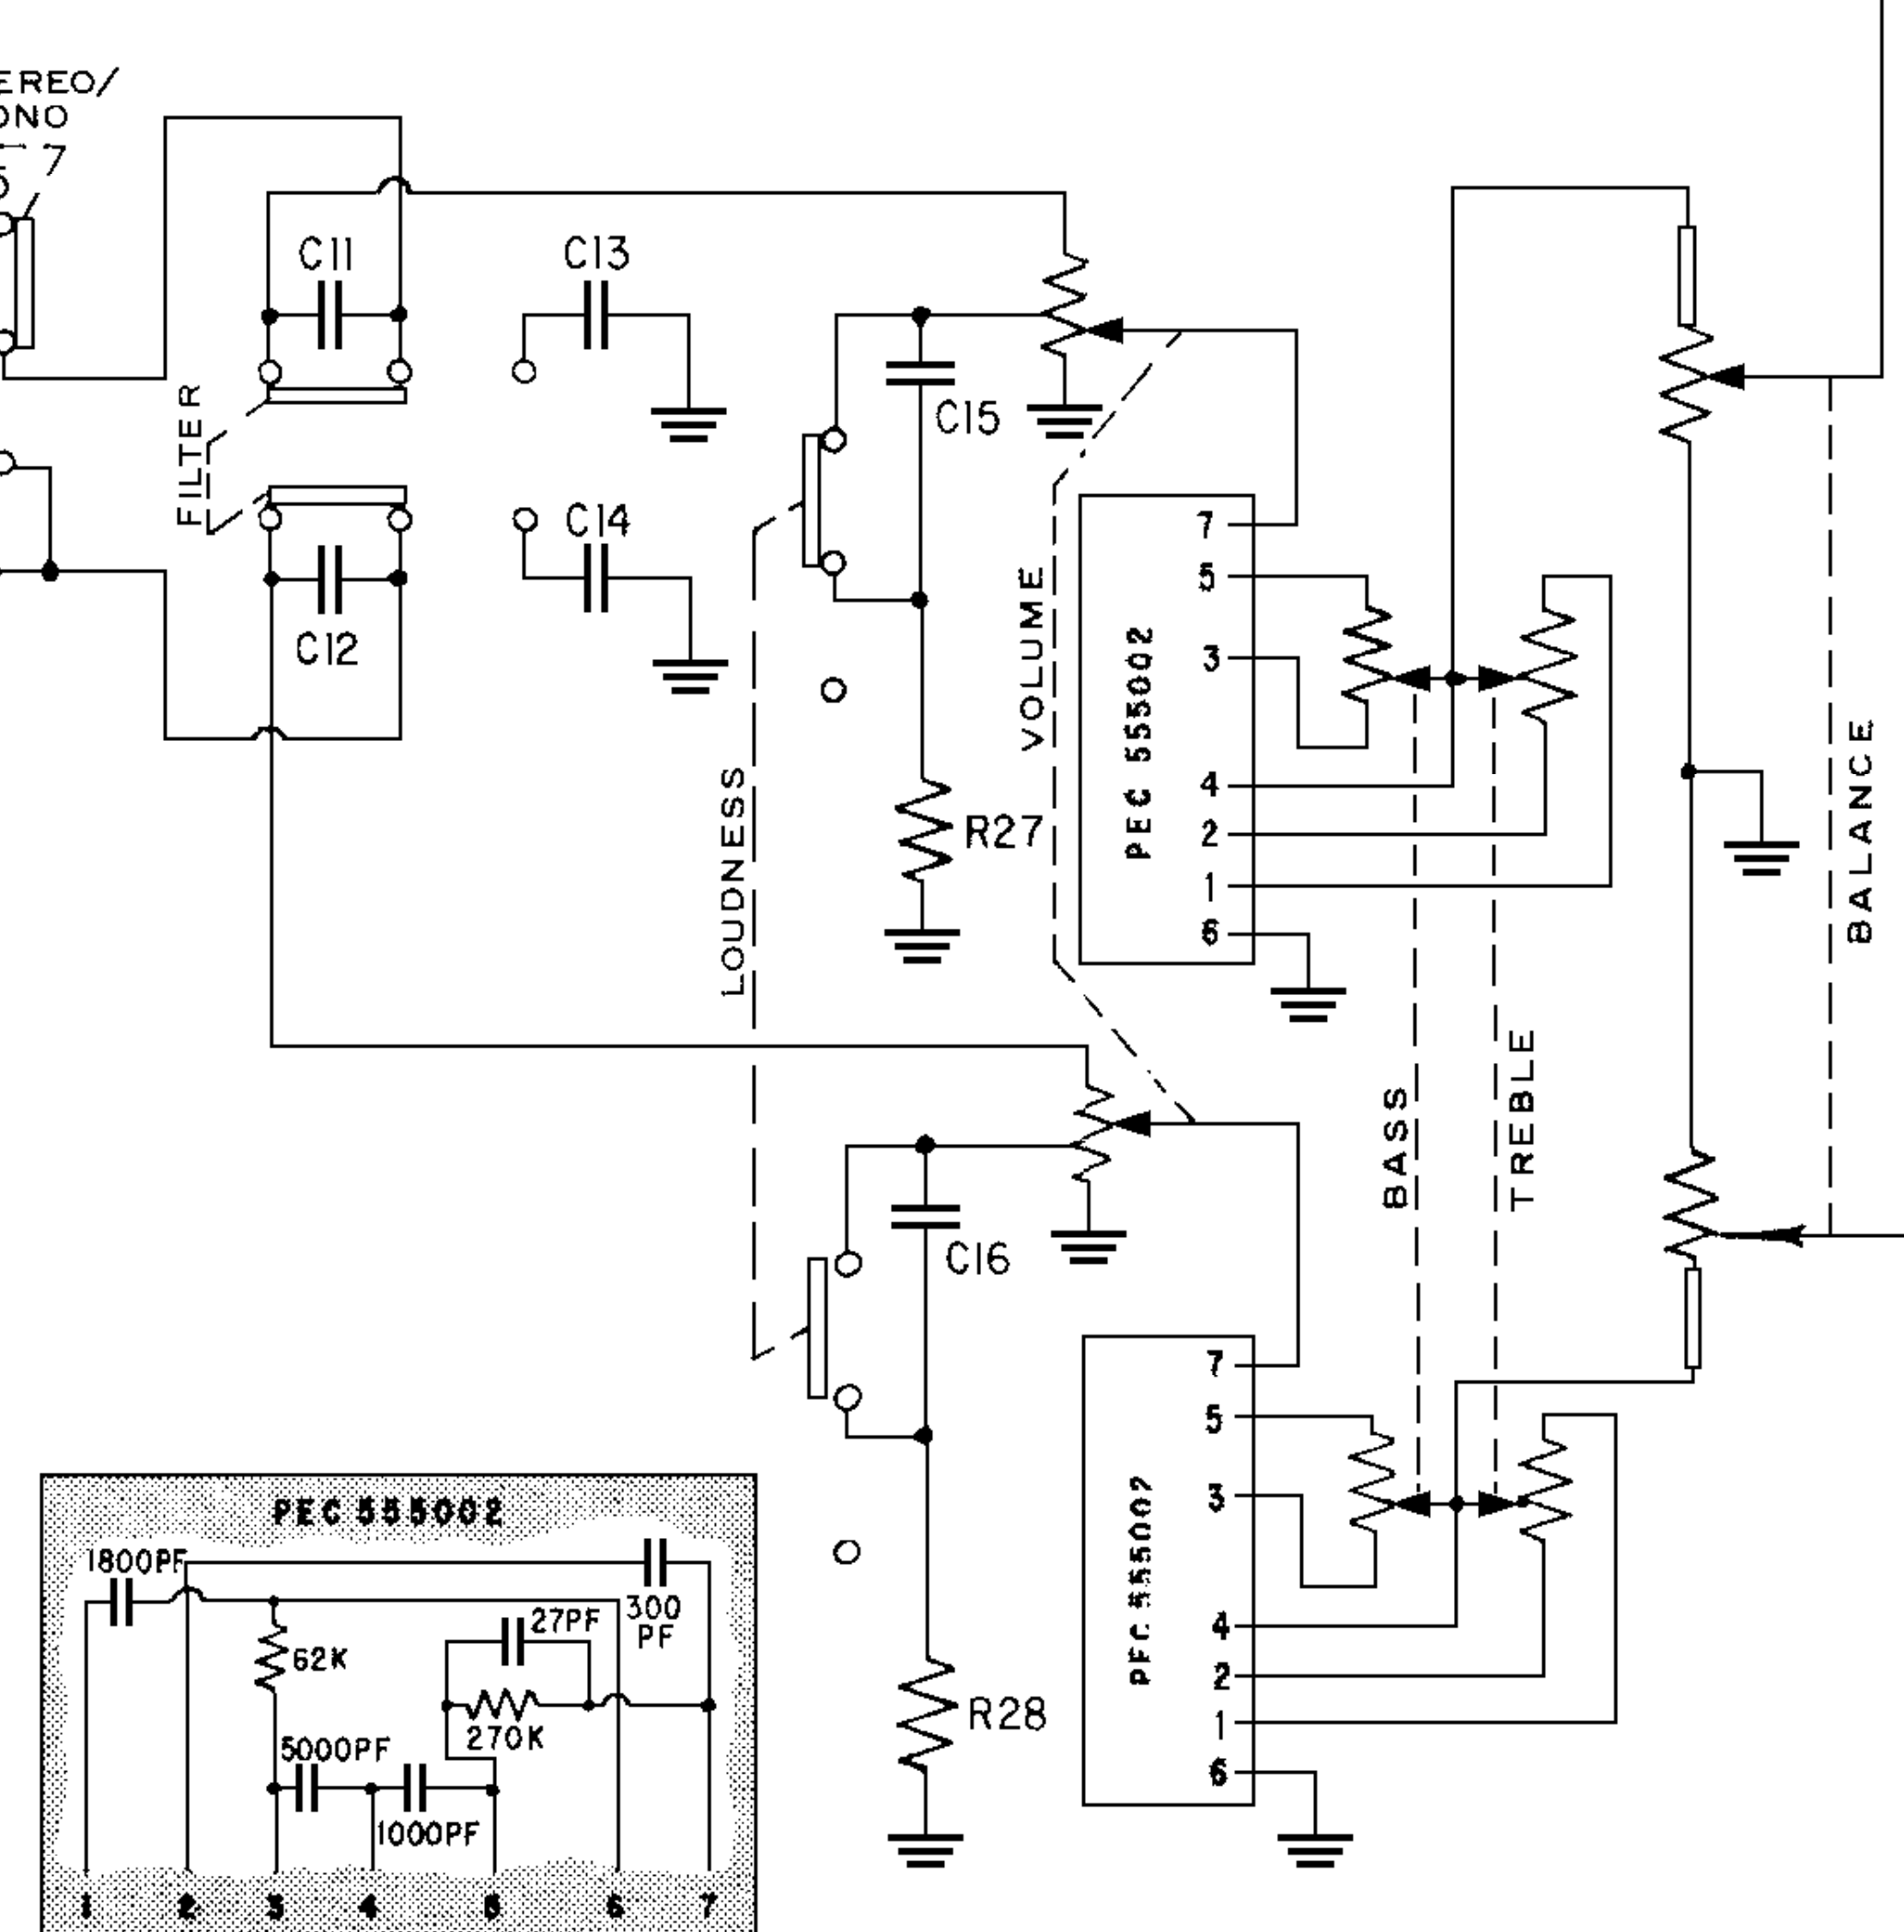 EREO/
ONO
C11
C13
FILTER
C15
C14
C12
LOUDNESS
VOLUME
R27
PEC 555002
7
5
3
4
2
1
6
BALANCE
BASS
TREBLE
C16
R28
PEC 555002
7
5
3
4
2
1
6
PEC 555002
1800PF
300
PF
27PF
62K
270K
5000PF
1000PF
1 2 3 4 5 6 7